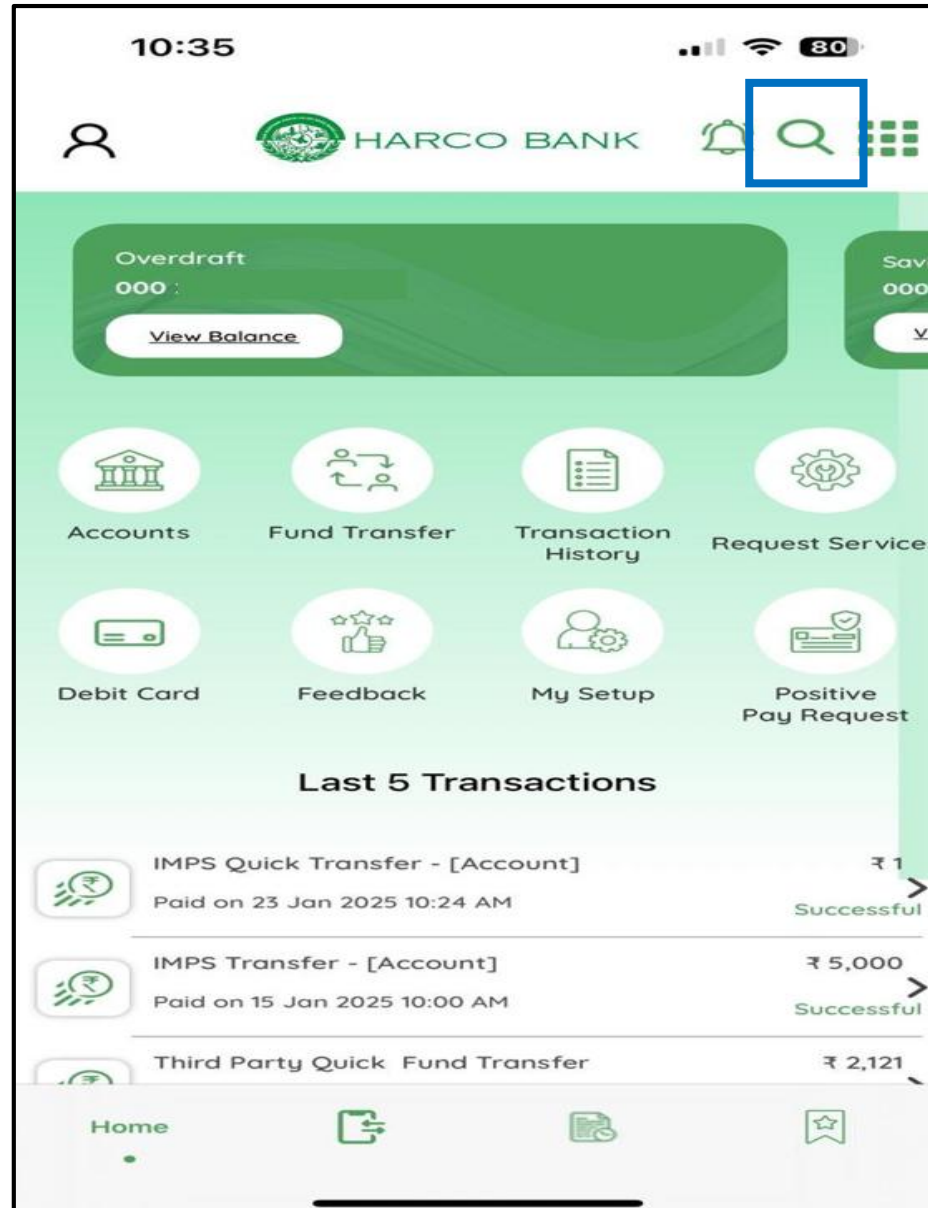 10:35
80
HARCO BANK
Overdraft
000
View Balance
Sav
000
V
Accounts
Fund Transfer
Transaction
History
Request Service
Debit Card
Feedback
My Setup
Positive
Pay Request
Last 5 Transactions
IMPS Quick Transfer - [Account]
₹ 1
Paid on 23 Jan 2025 10:24 AM
Successful
IMPS Transfer - [Account]
₹ 5,000
Paid on 15 Jan 2025 10:00 AM
Successful
Third Party Quick Fund Transfer
₹ 2,121
Home